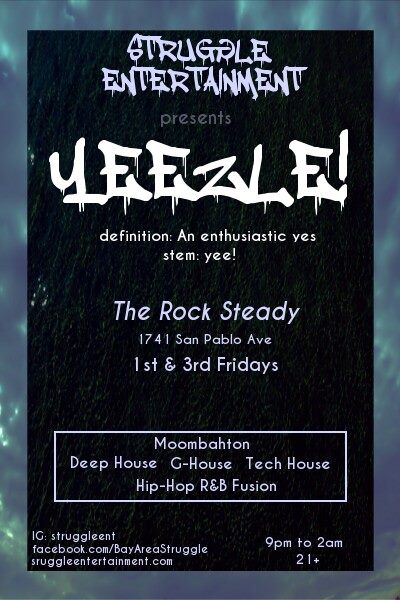 STRUGGLE
ENTERTAINMENT
presents
YEEZLE!
definition: An enthusiastic yes
stem: yee!
The Rock Steady
1741 San Pablo Ave
1st & 3rd Fridays
Moombahton
Deep House G-House Tech House
Hip-Hop R&B Fusion
IG: struggleent
facebook.com/BayAreaStruggle
sruggleentertainment.com
9pm to 2am
21+